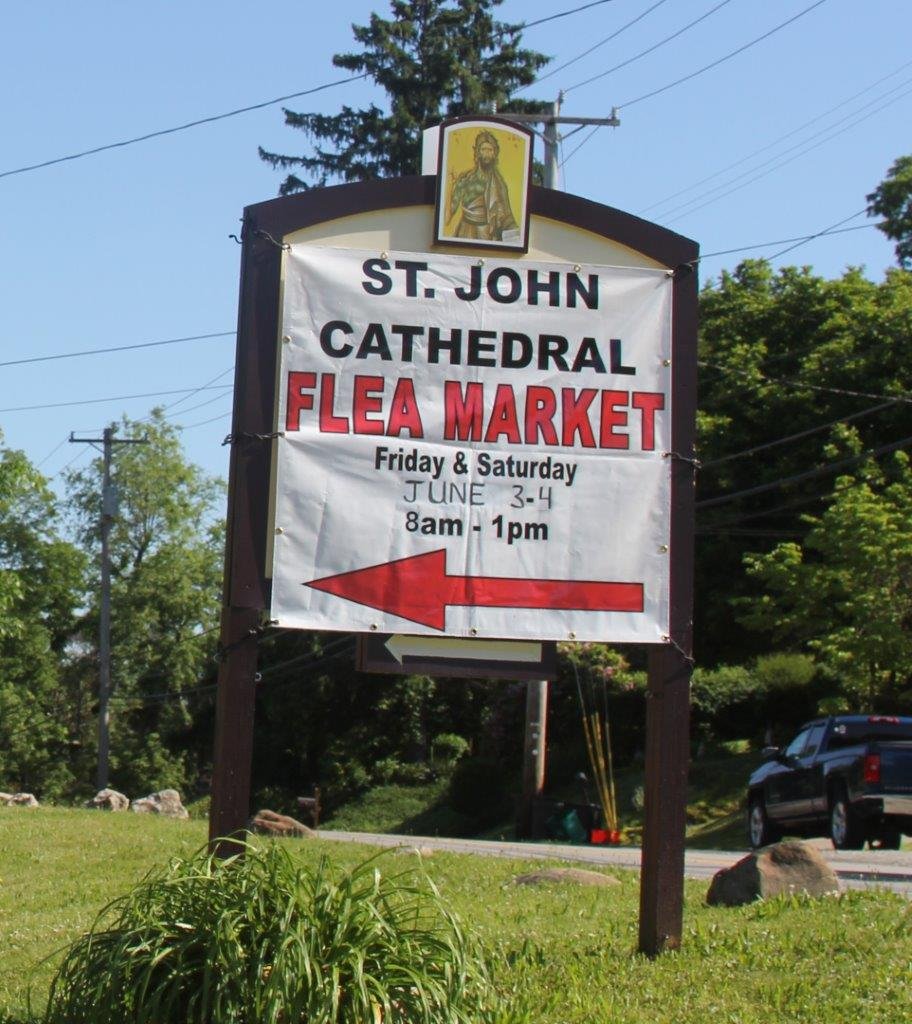 ST. JOHN
CATHEDRAL
FLEA MARKET
Friday & Saturday
JUNE 3-4
8am - 1pm